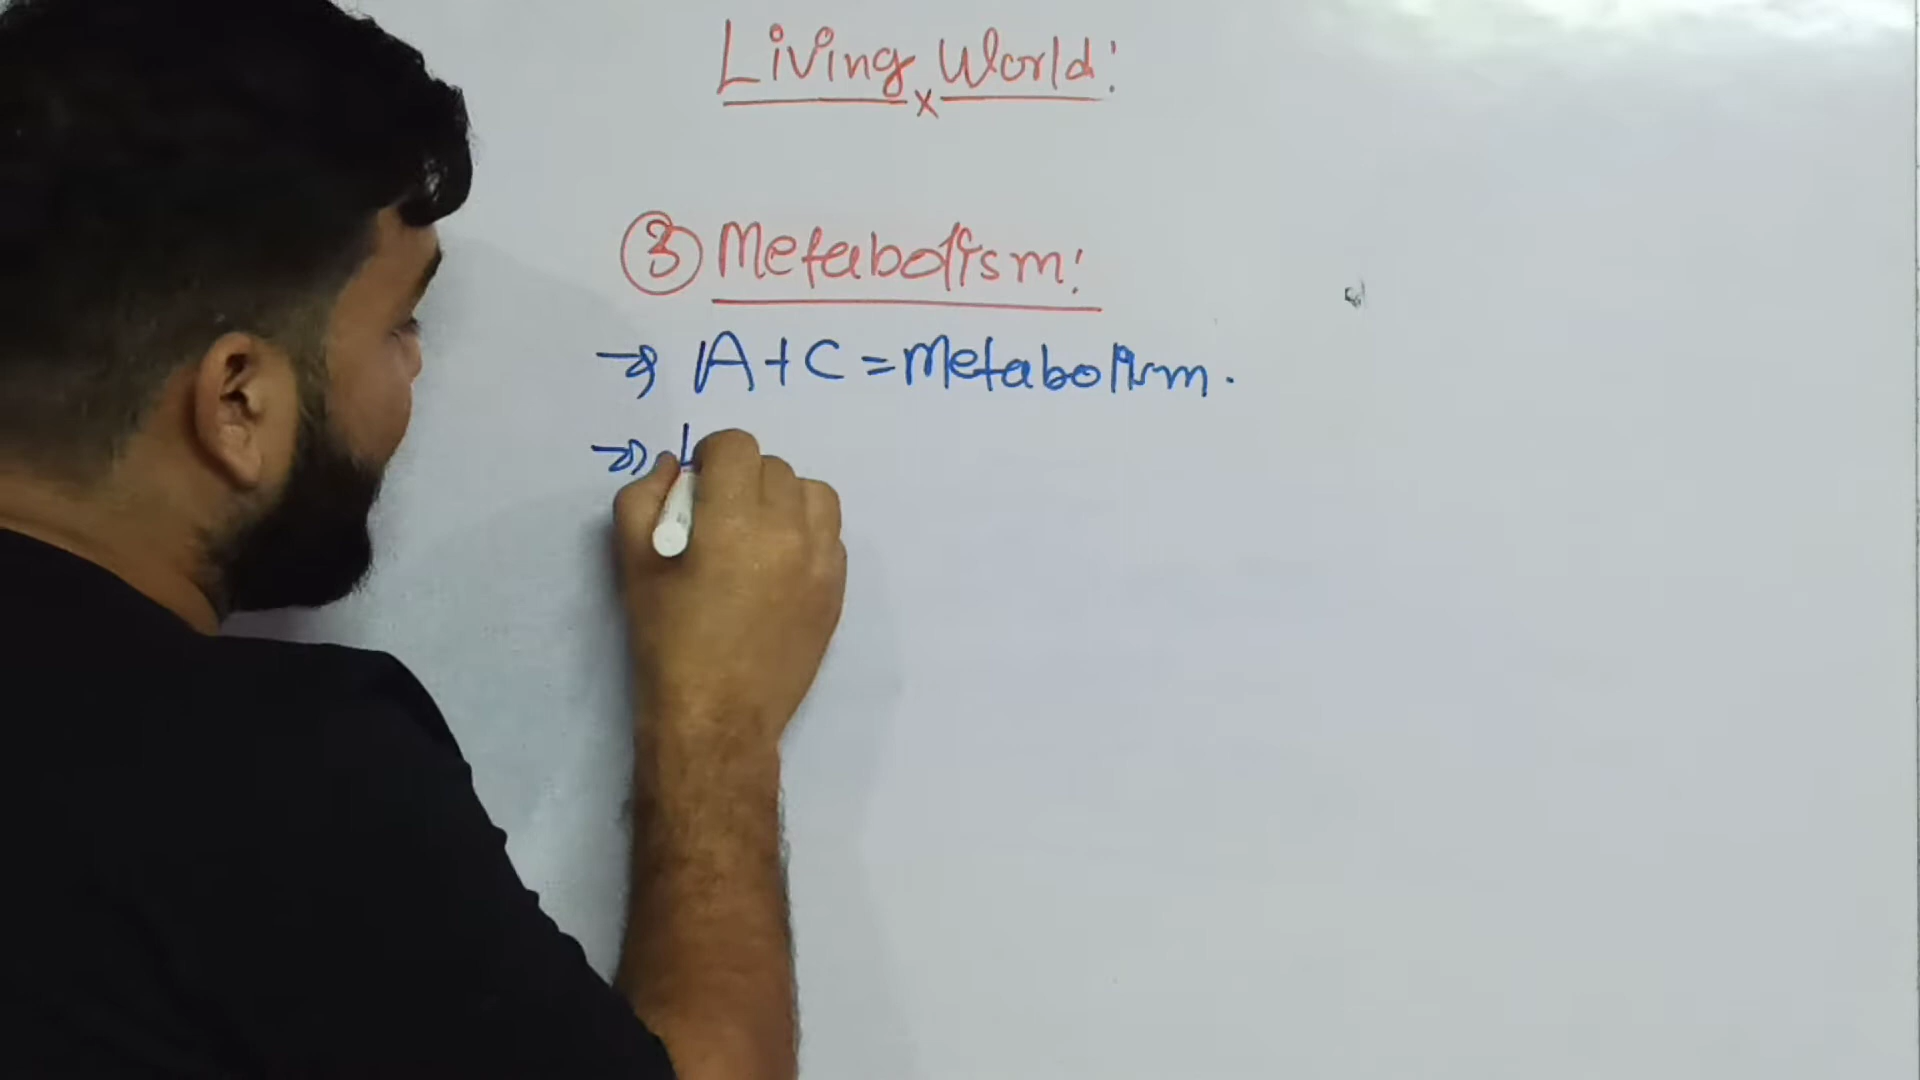 Living World:
x
③ Metabolism:
→ A+C = Metabolism.
→